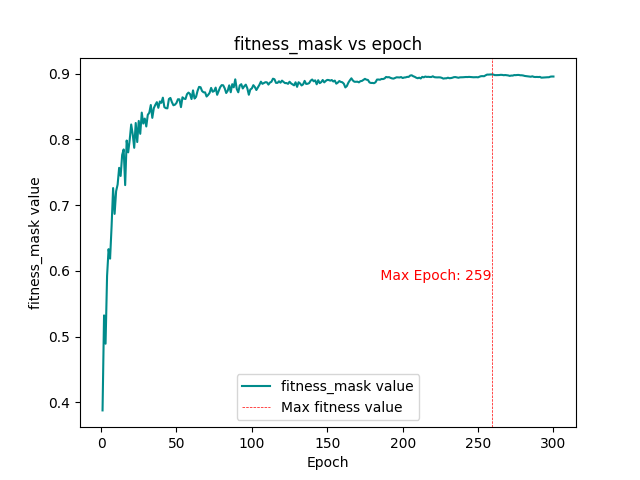 fitness_mask vs epoch
fitness_mask value
0.9
0.8
0.7
0.6
0.5
0.4
Max Epoch: 259
fitness_mask value
Max fitness value
0
50
100
150
200
250
300
Epoch